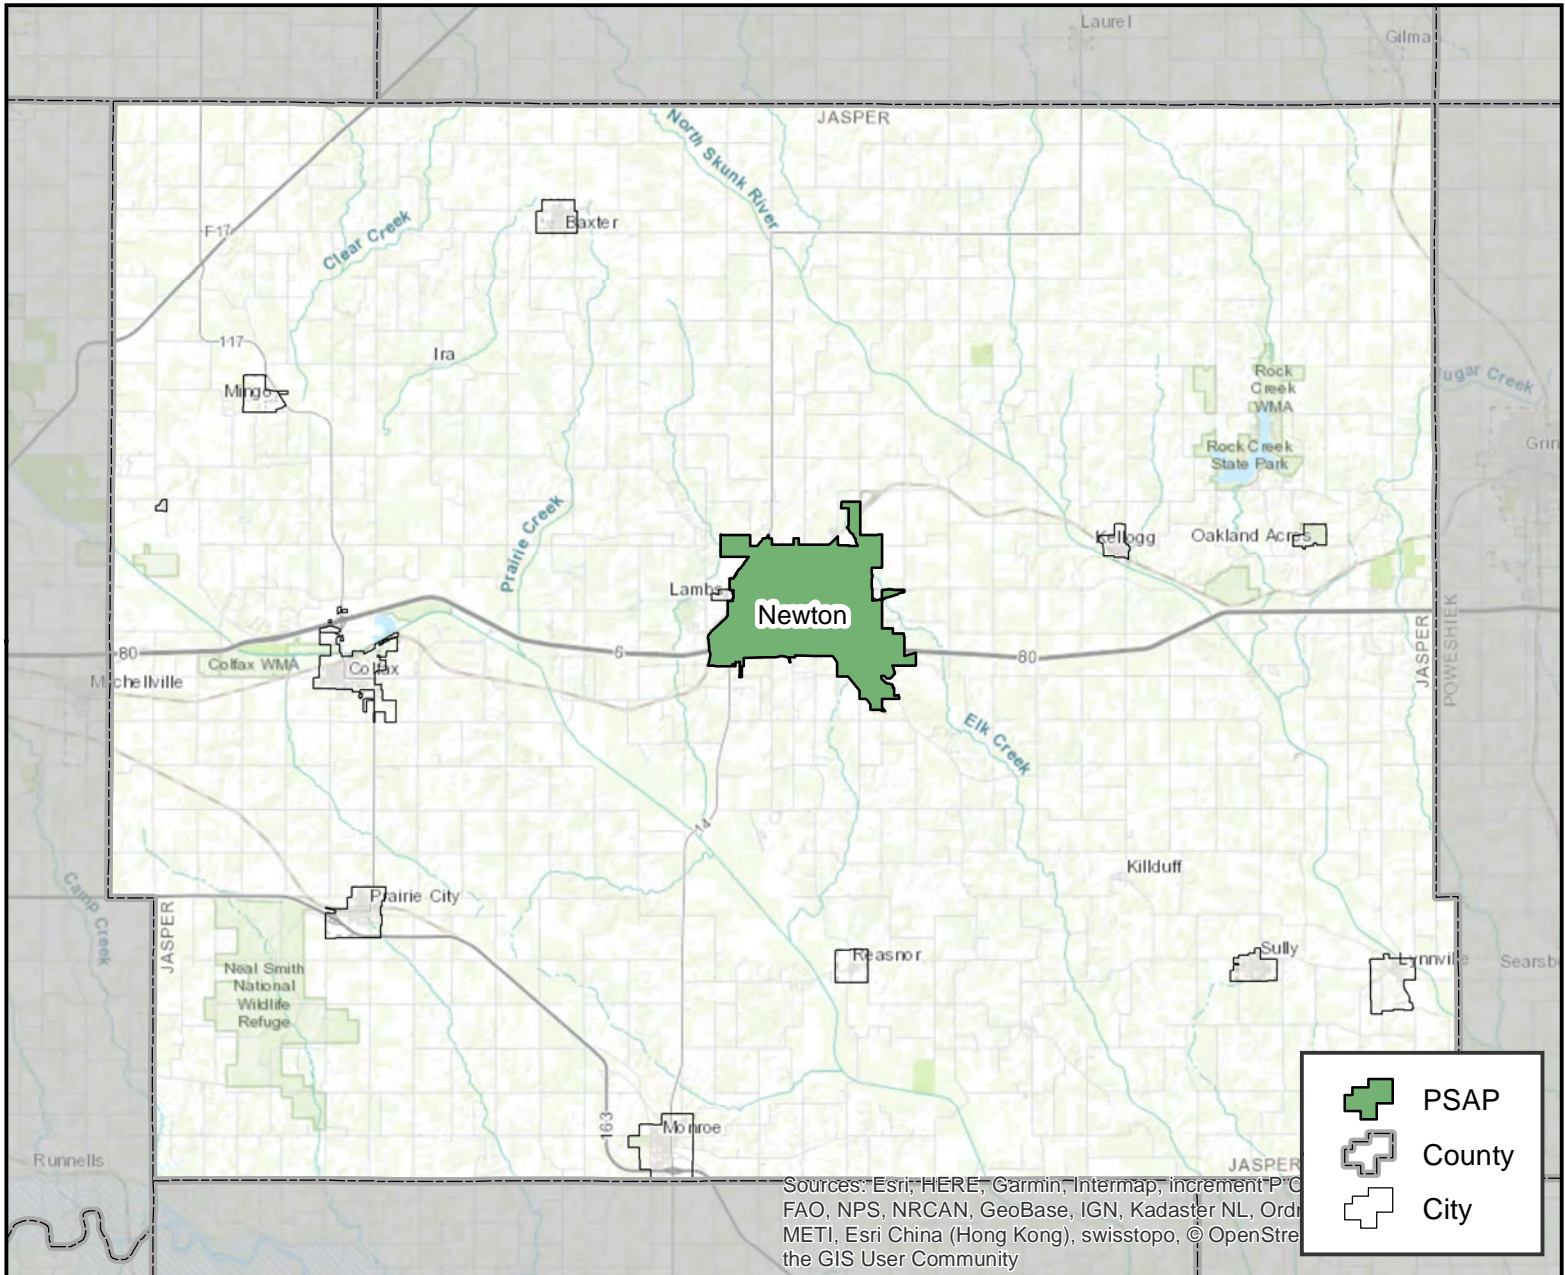 Laurel
Gilma
JASPER
North Skunk River
Baxter
F17
Clear Creek
117
Ira
Mingo
Rock
Creek
WMA
Sugar Creek
Rock Creek
State Park
Grin
Prairie Creek
Kellogg
Oakland Acres
Lambs
Newton
80
6
80
Colfax WMA
Colfax
Mitchellville
JASPER
POWESHIEK
Elk Creek
14
Killduff
Camp Creek
Prairie City
JASPER
Reasnor
Sully
Lynnville
Searsb
Neal Smith
National
Wildlife
Refuge
163
Monroe
Runnells
JASPER
PSAP
County
City
Sources: Esri, HERE, Garmin, Intermap, increment P C
FAO, NPS, NRCAN, GeoBase, IGN, Kadaster NL, Ordn
METI, Esri China (Hong Kong), swisstopo, © OpenStre
the GIS User Community